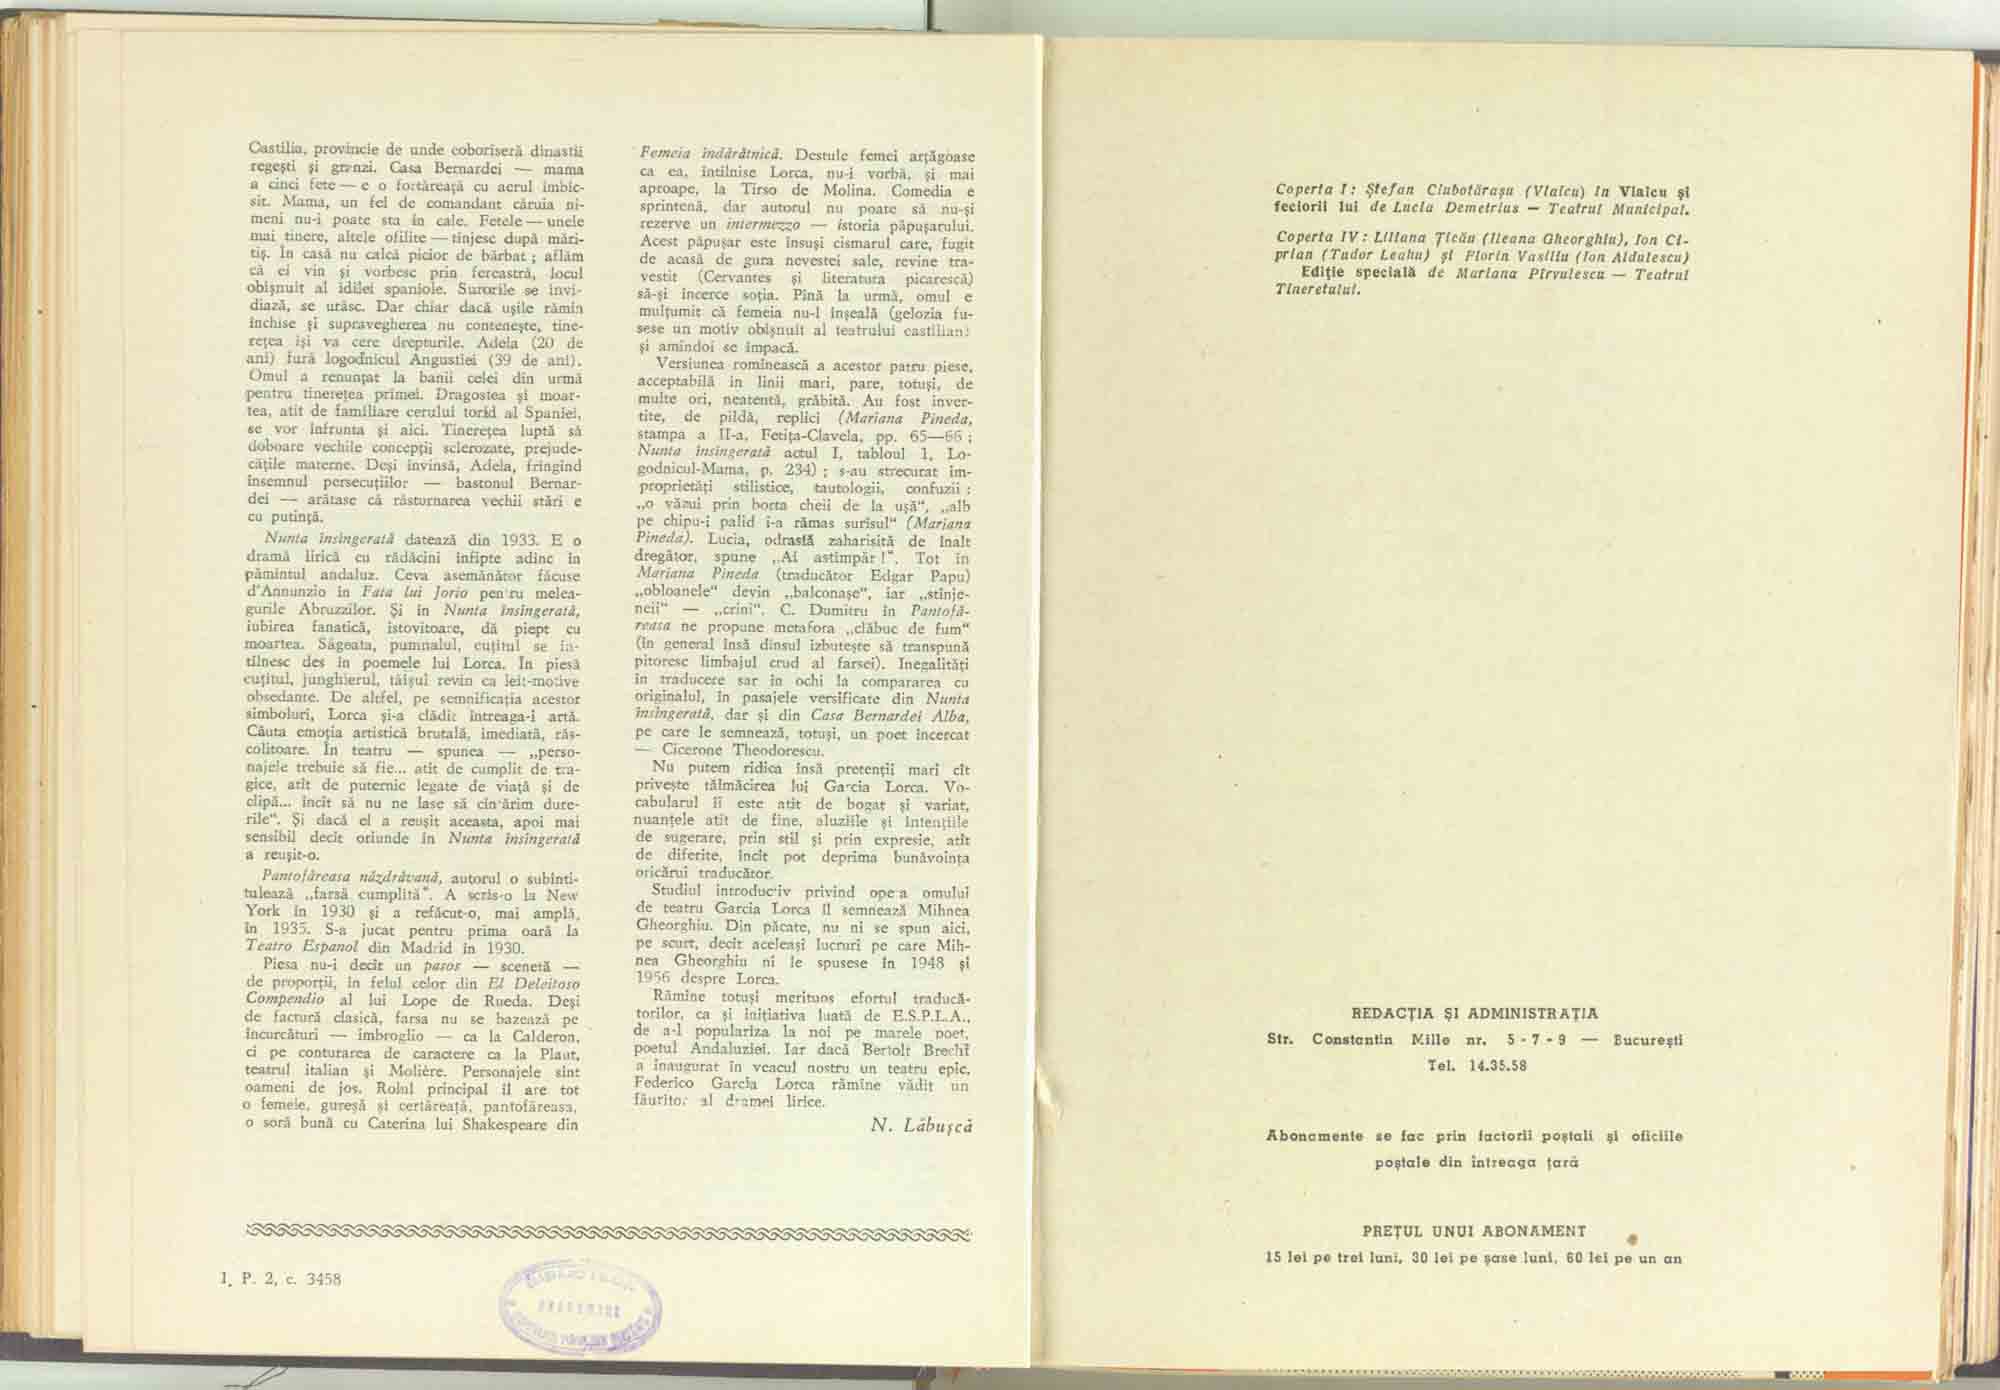 Castilia, provincie de unde coborîseră dinastii
regești și granzi. Casa Bernardei — mama
a cinci fete — e o fortăreață cu aerul îmbîc-
sit. Mama, un fel de comandant căruia ni-
meni nu-i poate sta în cale. Fetele — unele
mai tinere, altele ofilite — tînjesc după mări-
tiș. În casă nu calcă picior de bărbat ; aflăm
că ei vin și vorbesc prin fereastră, locul
obișnuit al idilei spaniole. Surorile se invi-
diază, se urăsc. Dar chiar dacă ușile rămîn
închise și supravegherea nu contenește, tine-
rețea își va cere drepturile. Adela (20 de
ani) fură logodnicul Angustiei (39 de ani).
Omul a renunțat la banii celei din urmă
pentru tinerețea primei. Dragostea și moar-
tea, atît de familiare cerului torid al Spaniei,
se vor înfrunta și aici. Tinerețea luptă să
doboare vechile concepții sclerozate, prejude-
cățile materne. Deși învinsă, Adela, frîngînd
însemnul persecuțiilor — bastonul Bernar-
dei — arătase că răsturnarea vechii stări e
cu putință.
Nunta însîngerată datează din 1933. E o
dramă lirică cu rădăcini înfipte adînc în
pămîntul andaluz. Ceva asemănător făcuse
d'Annunzio în Fata lui Jorio pentru melea-
gurile Abruzzilor. Și în Nunta însîngerată,
iubirea fanatică, istovitoare, dă piept cu
moartea. Săgeata, pumnalul, cuțitul se în-
tîlnesc des în poemele lui Lorca. În piesă
cuțitul, junghierul, tăișul revin ca leit-motive
obsedante. De altfel, pe semnificația acestor
simboluri, Lorca și-a clădit întreaga-i artă.
Căuta emoția artistică brutală, imediată, răs-
colitoare. În teatru — spunea — „perso-
najele trebuie să fie... atît de cumplit de tra-
gice, atît de puternic legate de viață și de
clipă... încît să nu ne lase să cîntărim dure-
rile“. Și dacă el a reușit aceasta, apoi mai
sensibil decît oriunde în Nunta însîngerată
a reușit-o.
Pantofăreasa năzdrăvană, autorul o subinti-
tulează „farsă cumplită“. A scris-o la New
York în 1930 și a refăcut-o, mai amplă,
în 1935. S-a jucat pentru prima oară la
Teatro Espanol din Madrid în 1930.
Piesa nu-i decît un pasos — scenetă —
de proporții, în felul celor din El Deleitoso
Compendio al lui Lope de Rueda. Deși
de factură clasică, farsa nu se bazează pe
încurcături — imbroglio — ca la Calderon,
ci pe conturarea de caractere ca la Plaut,
teatrul italian și Molière. Personajele sînt
oameni de jos. Rolul principal îl are tot
o femeie, gureșă și certăreață, pantofăreasa,
o soră bună cu Caterina lui Shakespeare din
Femeia îndărătnică. Destule femei arțăgoase
ca ea, întîlnise Lorca, nu-i vorbă, și mai
aproape, la Tirso de Molina. Comedia e
sprintenă, dar autorul nu poate să nu-și
rezerve un intermezzo — istoria păpușarului.
Acest păpușar este însuși cismarul care, fugit
de acasă de gura nevestei sale, revine tra-
vestit (Cervantes și literatura picarescă)
să-și încerce soția. Pînă la urmă, omul e
mulțumit că femeia nu-l înșeală (gelozia fu-
sese un motiv obișnuit al teatrului castilian)
și amîndoi se împacă.
Versiunea romînească a acestor patru piese,
acceptabilă în linii mari, pare, totuși, de
multe ori, neatentă, grăbită. Au fost inver-
tite, de pildă, replici (Mariana Pineda,
stampa a II-a, Fetița-Clavela, pp. 65—66 ;
Nunta însîngerată actul I, tabloul 1, Lo-
godnicul-Mama, p. 234) ; s-au strecurat im-
proprietăți stilistice, tautologii, confuzii :
„o văzui prin borta cheii de la ușă“, „alb
pe chipu-i palid i-a rămas surîsul“ (Mariana
Pineda). Lucia, odraslă zaharisită de înalt
dregător, spune „Ai astîmpăr !“. Tot în
Mariana Pineda (traducător Edgar Papu)
„obloanele“ devin „balconașe“, iar „stînje-
neii“ — „crini“. C. Dumitru în Pantofă-
reasa ne propune metafora „clăbuc de fum“
(în general însă dînsul izbutește să transpună
pitoresc limbajul crud al farsei). Inegalități
în traducere sar în ochi la compararea cu
originalul, în pasajele versificate din Nunta
însîngerată, dar și din Casa Bernardei Alba,
pe care le semnează, totuși, un poet încercat
— Cicerone Theodorescu.
Nu putem ridica însă pretenții mari cît
privește tălmăcirea lui Garcia Lorca. Vo-
cabularul îi este atît de bogat și variat,
nuanțele atît de fine, aluziile și intențiile
de sugerare, prin stil și prin expresie, atît
de diferite, încît pot deprima bunăvoința
oricărui traducător.
Studiul introductiv privind opera omului
de teatru Garcia Lorca îl semnează Mihnea
Gheorghiu. Din păcate, nu ni se spun aici,
pe scurt, decît aceleași lucruri pe care Mih-
nea Gheorghiu ni le spusese în 1948 și
1956 despre Lorca.
Rămîne totuși merituos efortul traducă-
torilor, ca și inițiativa luată de E.S.P.L.A.,
de a-l populariza la noi pe marele poet,
poetul Andaluziei. Iar dacă Bertolt Brecht
a inaugurat în veacul nostru un teatru epic,
Federico Garcia Lorca rămîne vădit un
făuritor al dramei lirice.
N. Lăbușcă
I. P. 2, c. 3458
Coperta I : Ștefan Ciubotărașu (Vlaicu) în Vlaicu și
feciorii lui de Lucia Demetrius — Teatrul Municipal.
Coperta IV : Liliana Țicău (Ileana Gheorghiu), Ion Ci-
prian (Tudor Leahu) și Florin Vasiliu (Ion Aldulescu)
Ediție specială de Mariana Pîrvulescu — Teatrul
Tineretului.
REDACȚIA ȘI ADMINISTRAȚIA
Str. Constantin Mille nr. 5 - 7 - 9 — București
Tel. 14.35.58
Abonamente se fac prin factorii poștali și oficiile
poștale din întreaga țară
PREȚUL UNUI ABONAMENT
15 lei pe trei luni, 30 lei pe șase luni, 60 lei pe un an